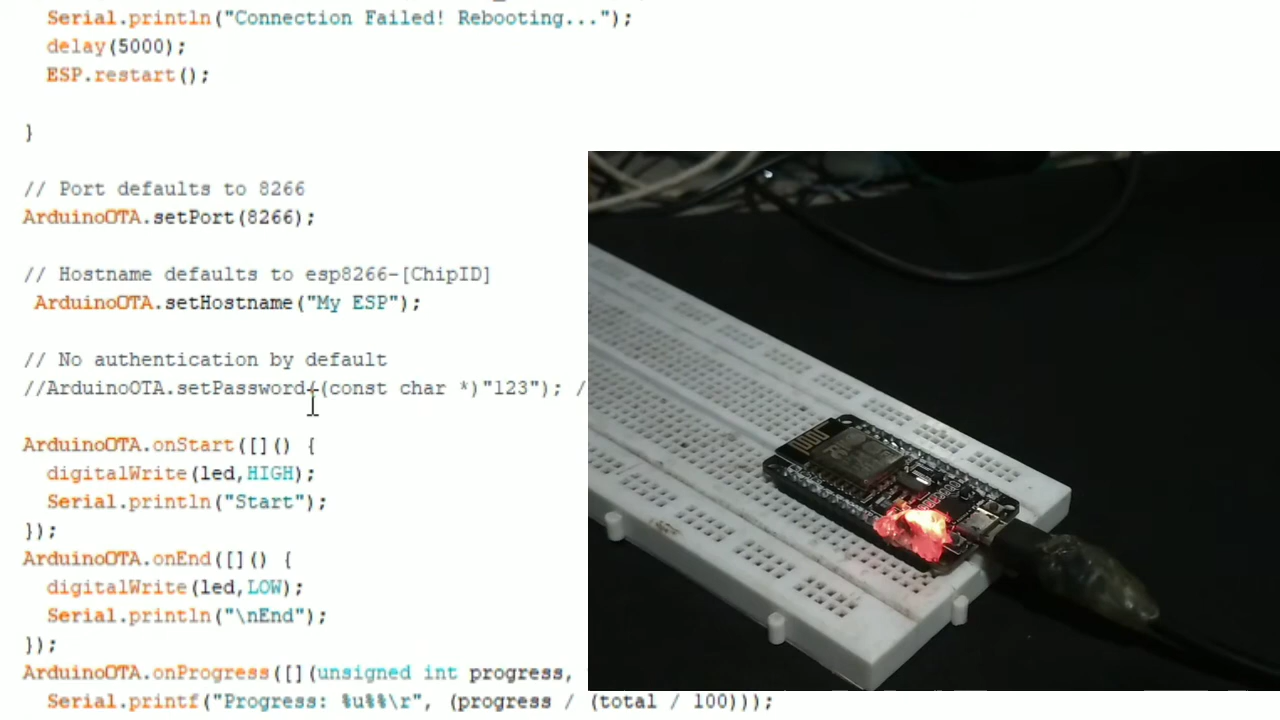 Serial.println("Connection Failed! Rebooting...");
delay(5000);
ESP.restart();
}
// Port defaults to 8266
ArduinoOTA.setPort(8266);
// Hostname defaults to esp8266-[ChipID]
ArduinoOTA.setHostname("My ESP");
// No authentication by default
//ArduinoOTA.setPassword((const char *)"123"); /
ArduinoOTA.onStart([]() {
digitalWrite(led,HIGH);
Serial.println("Start");
});
ArduinoOTA.onEnd([]() {
digitalWrite(led,LOW);
Serial.println("\nEnd");
});
ArduinoOTA.onProgress([](unsigned int progress,
Serial.printf("Progress: %u%%\r", (progress / (total / 100)));